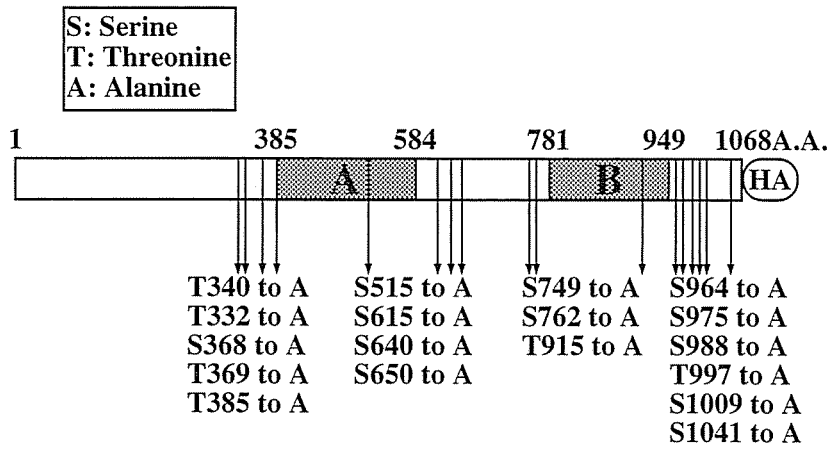 S: Serine
T: Threonine
A: Alanine
1 385 584 781 949 1068A.A.
A B HA
T340 to A S515 to A S749 to A S964 to A
T332 to A S615 to A S762 to A S975 to A
S368 to A S640 to A T915 to A S988 to A
T369 to A S650 to A T997 to A
T385 to A S1009 to A
S1041 to A